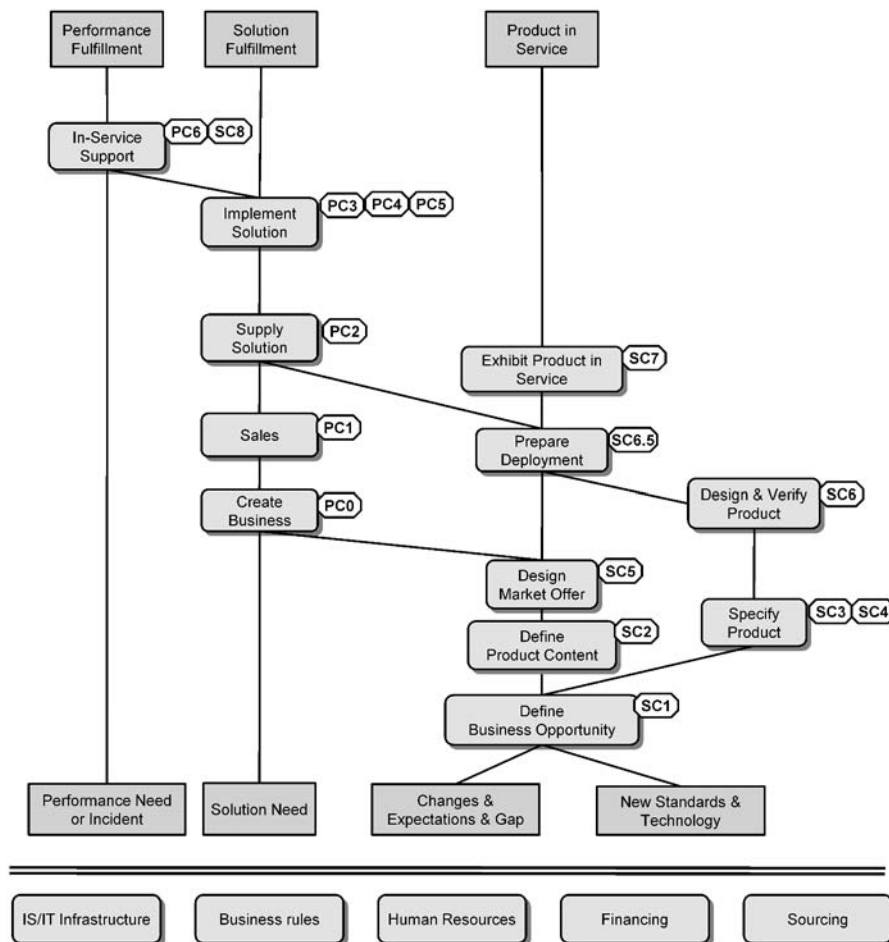 Performance
Fulfillment
Solution
Fulfillment
Product in
Service
In-Service
Support
PC6
SC8
Implement
Solution
PC3
PC4
PC5
Supply
Solution
PC2
Exhibit Product in
Service
SC7
Sales
PC1
Prepare
Deployment
SC6.5
Create
Business
PC0
Design & Verify
Product
SC6
Design
Market Offer
SC5
Define
Product Content
SC2
Specify
Product
SC3
SC4
Define
Business Opportunity
SC1
Performance Need
or Incident
Solution Need
Changes &
Expectations & Gap
New Standards &
Technology
IS/IT Infrastructure
Business rules
Human Resources
Financing
Sourcing